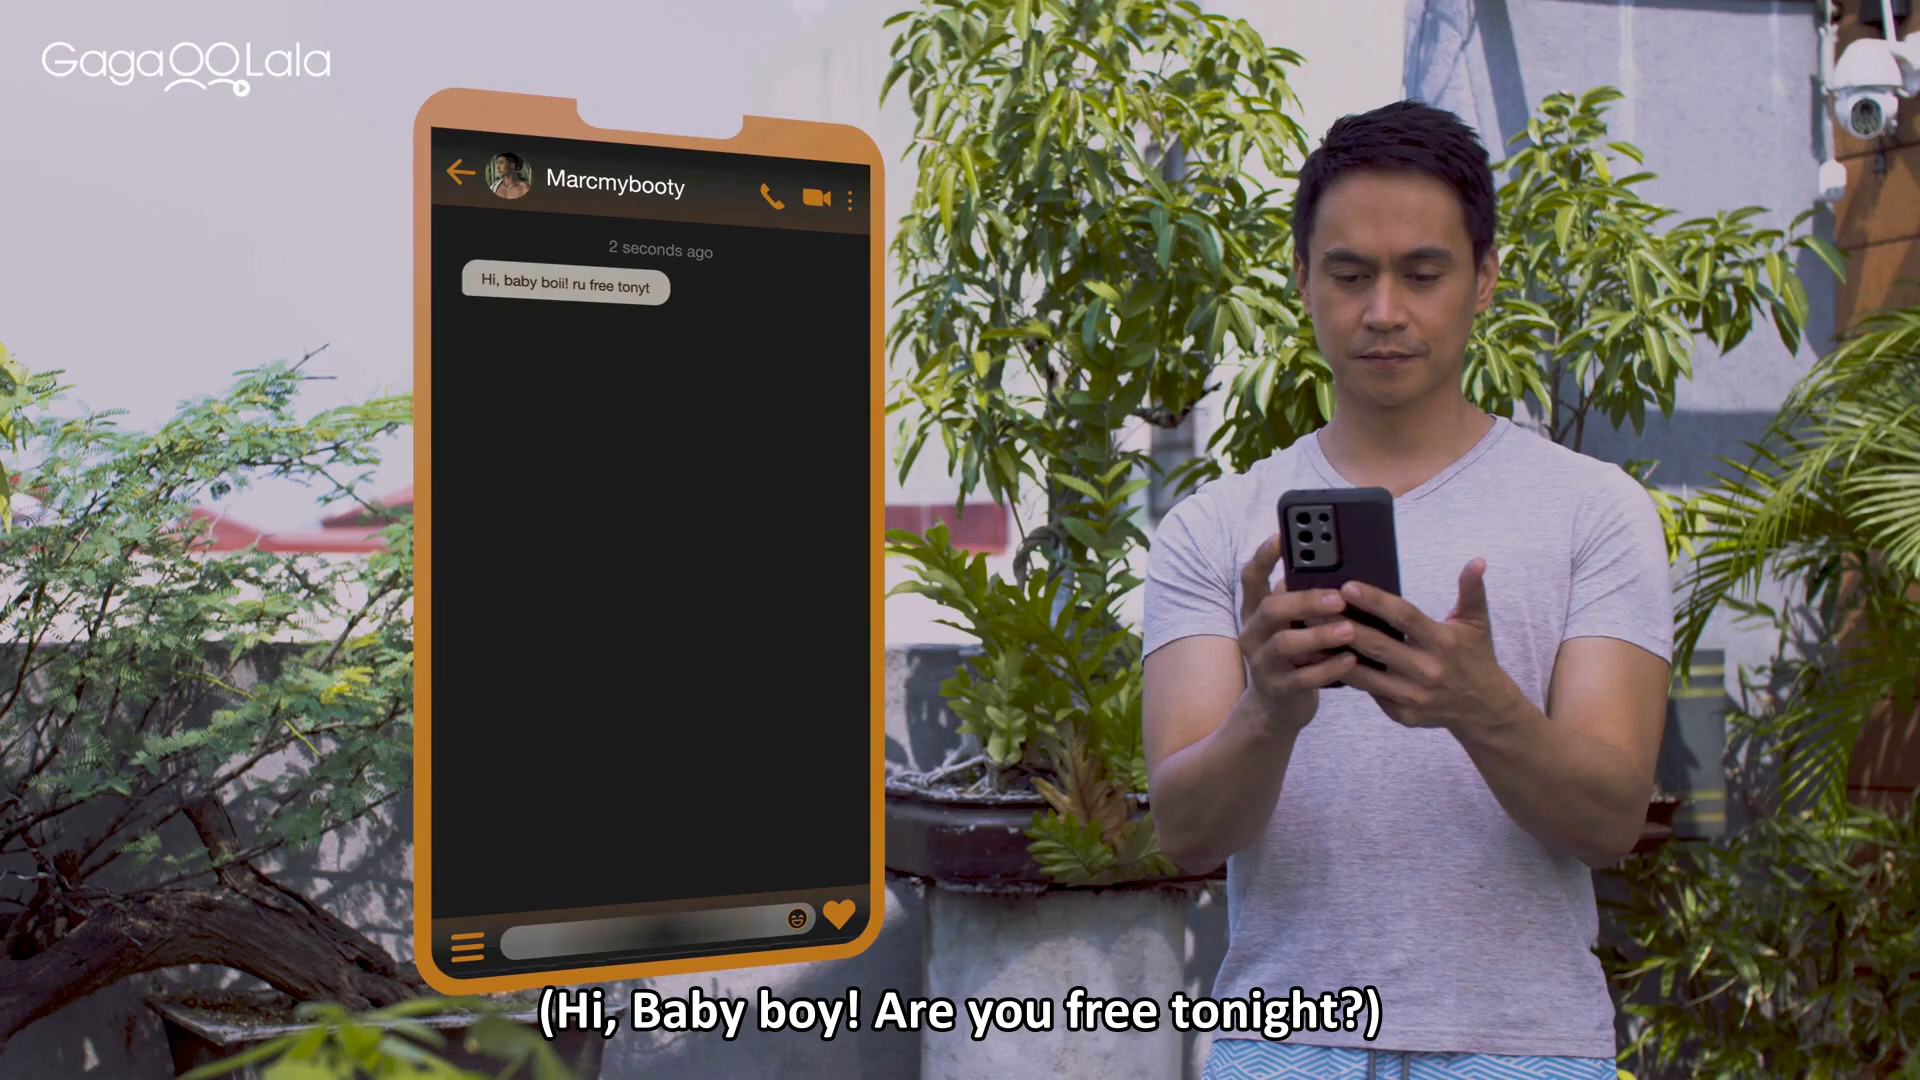 GagaOOLala
Marcmybooty
2 seconds ago
Hi, baby boii! ru free tonyt
(Hi, Baby boy! Are you free tonight?)